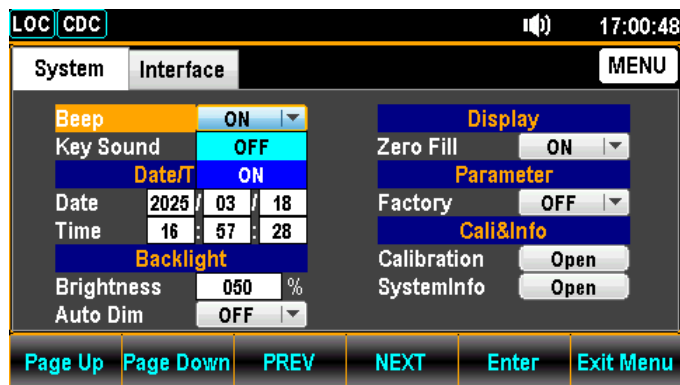 LOC CDC 17:00:48
System Interface MENU
Beep ON
Key Sound OFF
Date/T ON
Date 2025 / 03 / 18
Time 16 : 57 : 28
Backlight
Brightness 050 %
Auto Dim OFF
Display
Zero Fill ON
Parameter
Factory OFF
Cali&Info
Calibration Open
SystemInfo Open
Page Up Page Down PREV NEXT Enter Exit Menu